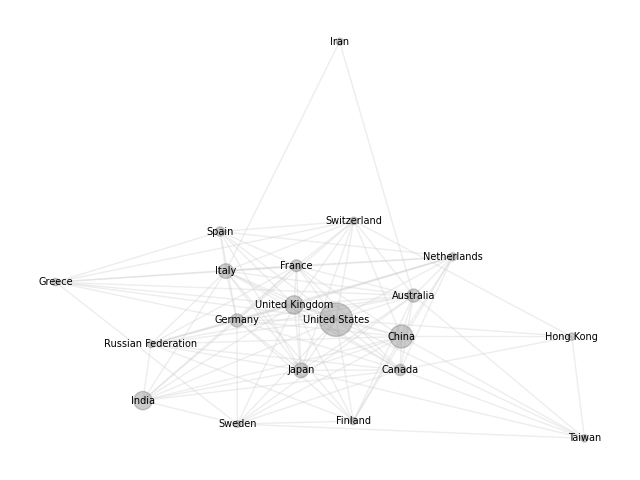 Iran
Switzerland
Spain
Netherlands
France
Italy
Greece
Australia
United Kingdom
Germany
United States
China
Hong Kong
Russian Federation
Japan
Canada
India
Finland
Sweden
Taiwan